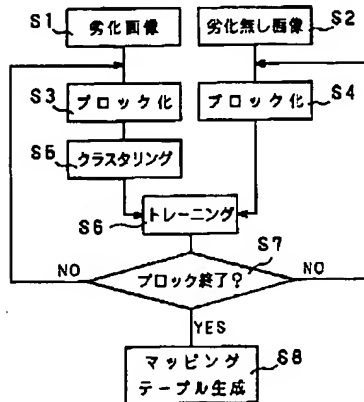 S1
劣化画像
S2
劣化無し画像
S3
ブロック化
S4
ブロック化
S5
クラスタリング
トレーニング
S6
S7
ブロック終了?
NO
NO
YES
マッピング
テーブル生成
S8